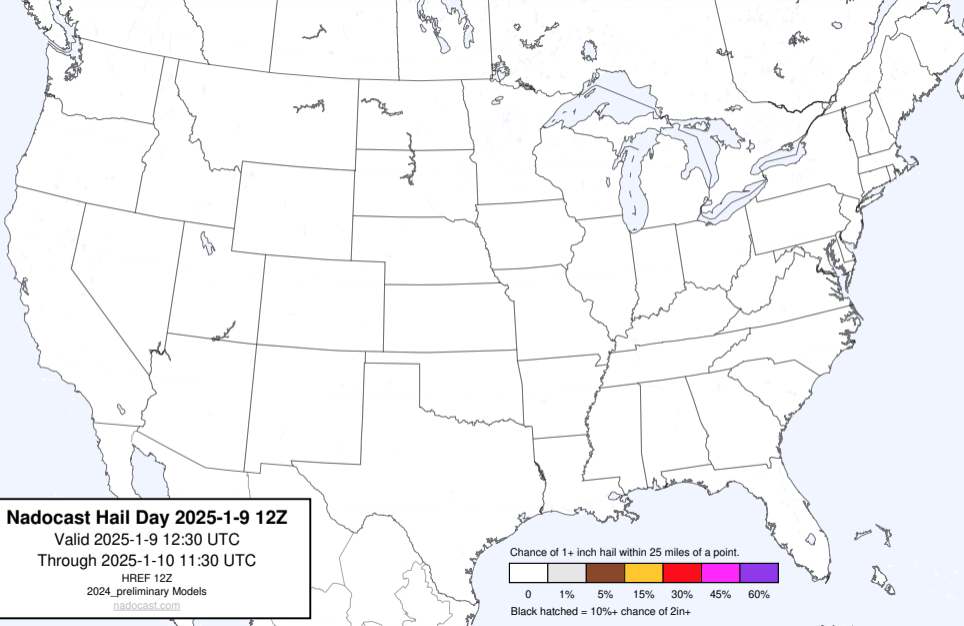 Nadocast Hail Day 2025-1-9 12Z
Valid 2025-1-9 12:30 UTC
Through 2025-1-10 11:30 UTC
HREF 12Z
2024_preliminary Models
nadocast.com
Chance of 1+ inch hail within 25 miles of a point.
0 1% 5% 15% 30% 45% 60%
Black hatched = 10%+ chance of 2in+